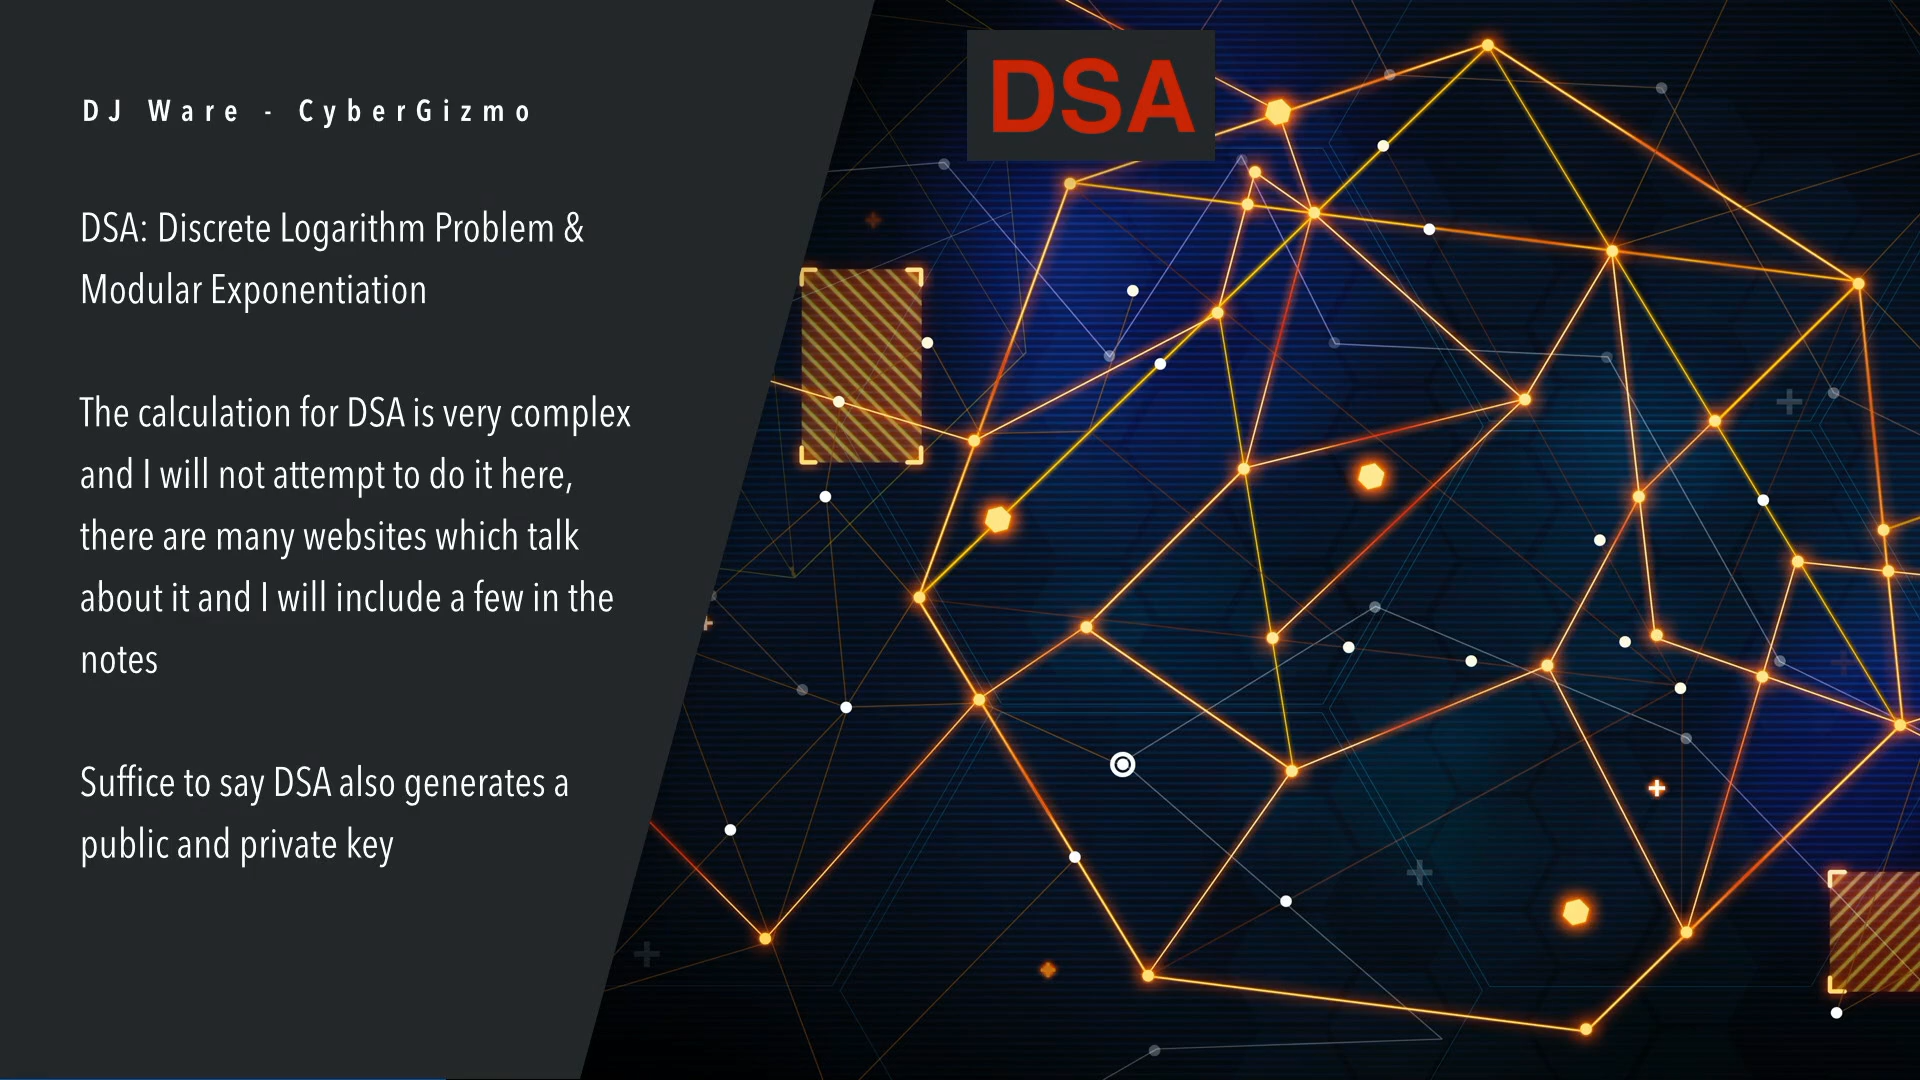 DJ Ware - CyberGizmo
DSA
DSA: Discrete Logarithm Problem &
Modular Exponentiation
The calculation for DSA is very complex
and I will not attempt to do it here,
there are many websites which talk
about it and I will include a few in the
notes
Suffice to say DSA also generates a
public and private key